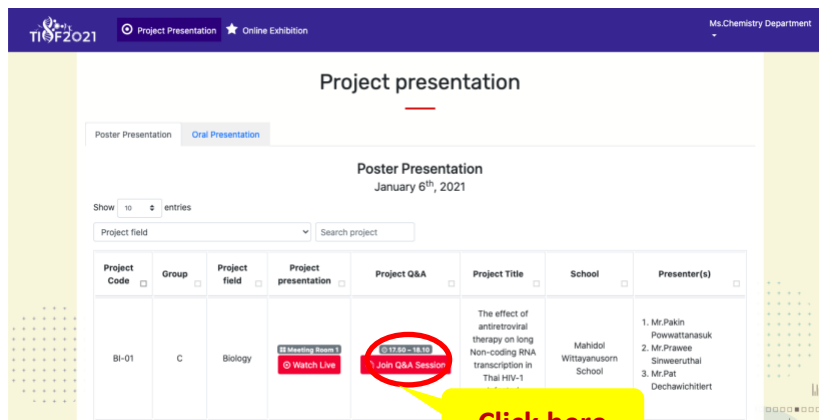 TISF2021
Project Presentation
Online Exhibition
Ms.Chemistry Department
Project presentation
Poster Presentation
Oral Presentation
Poster Presentation
January 6th, 2021
Show 10 entries
Project field
Search project
Project Code
Group
Project field
Project presentation
Project Q&A
Project Title
School
Presenter(s)
BI-01
C
Biology
Meeting Room 1
Watch Live
17.50 – 18.10
Join Q&A Session
The effect of
antiretroviral
therapy on long
Non-coding RNA
transcription in
Thai HIV-1
Mahidol
Wittayanusorn
School
1. Mr.Pakin
Powwattanasuk
2. Mr.Prawee
Sinweeruthai
3. Mr.Pat
Dechawichitlert
Click here